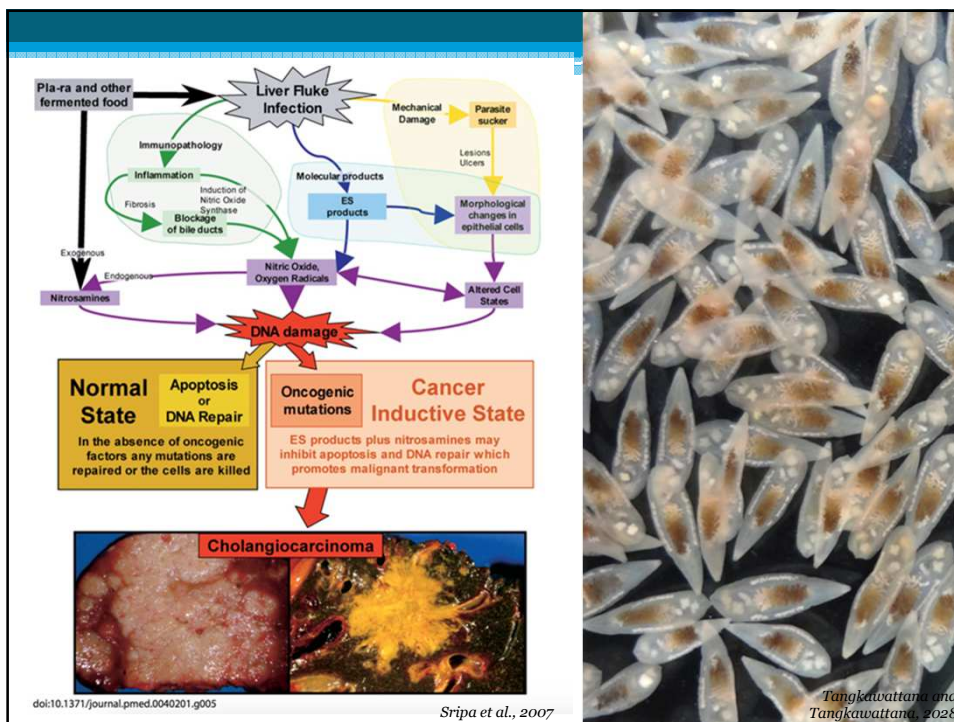 Pla-ra and other
fermented food
Liver Fluke
Infection
Mechanical
Damage
Parasite
sucker
Immunopathology
Lesions
Ulcers
Inflammation
Molecular products
Fibrosis
Induction of
Nitric Oxide
Synthase
Blockage
of bile ducts
ES
products
Morphological
changes in
epithelial cells
Exogenous
Endogenous
Nitrosamines
Nitric Oxide,
Oxygen Radicals
Altered Cell
States
DNA damage
Normal
State
Apoptosis
or
DNA Repair
In the absence of oncogenic
factors any mutations are
repaired or the cells are killed
Oncogenic
mutations
Cancer
Inductive State
ES products plus nitrosamines may
inhibit apoptosis and DNA repair which
promotes malignant transformation
Cholangiocarcinoma
doi:10.1371/journal.pmed.0040201.g005
Sripa et al., 2007
Tangkawattana and
Tangkawattana, 2028